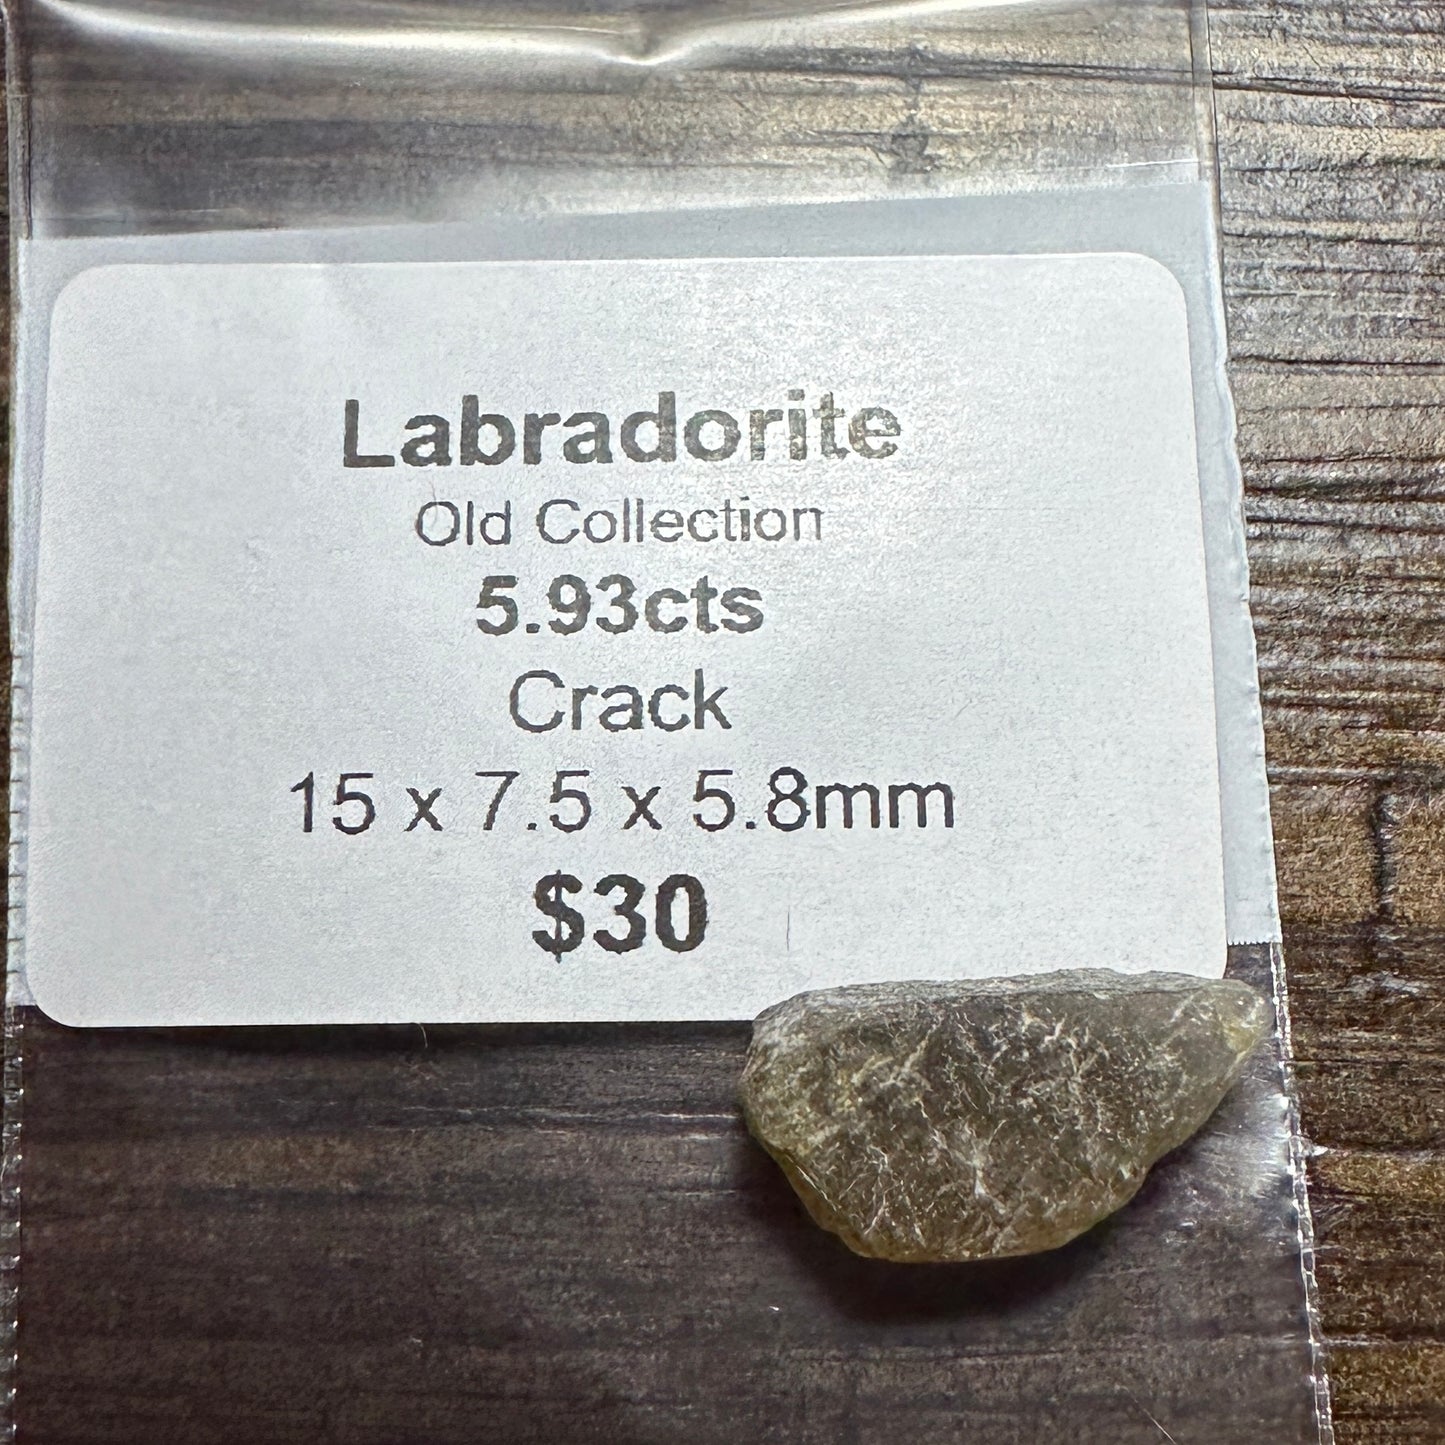 Labradorite
Old Collection
5.93cts
Crack
15 x 7.5 x 5.8mm
$30